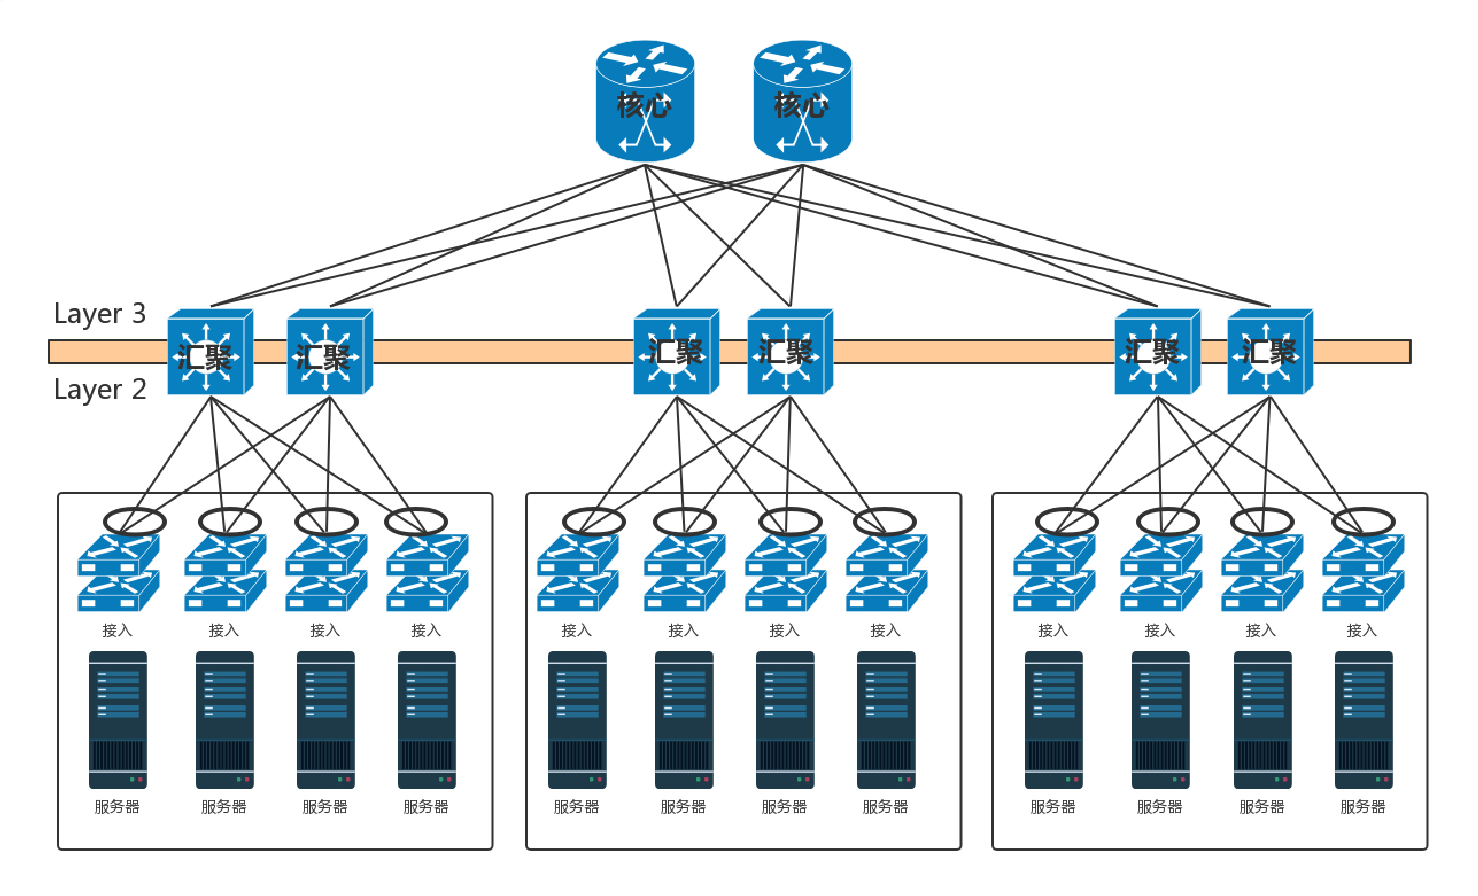 核心
核心
Layer 3
汇聚
汇聚
汇聚
汇聚
汇聚
汇聚
Layer 2
接入
接入
接入
接入
接入
接入
接入
接入
接入
接入
接入
接入
服务器
服务器
服务器
服务器
服务器
服务器
服务器
服务器
服务器
服务器
服务器
服务器